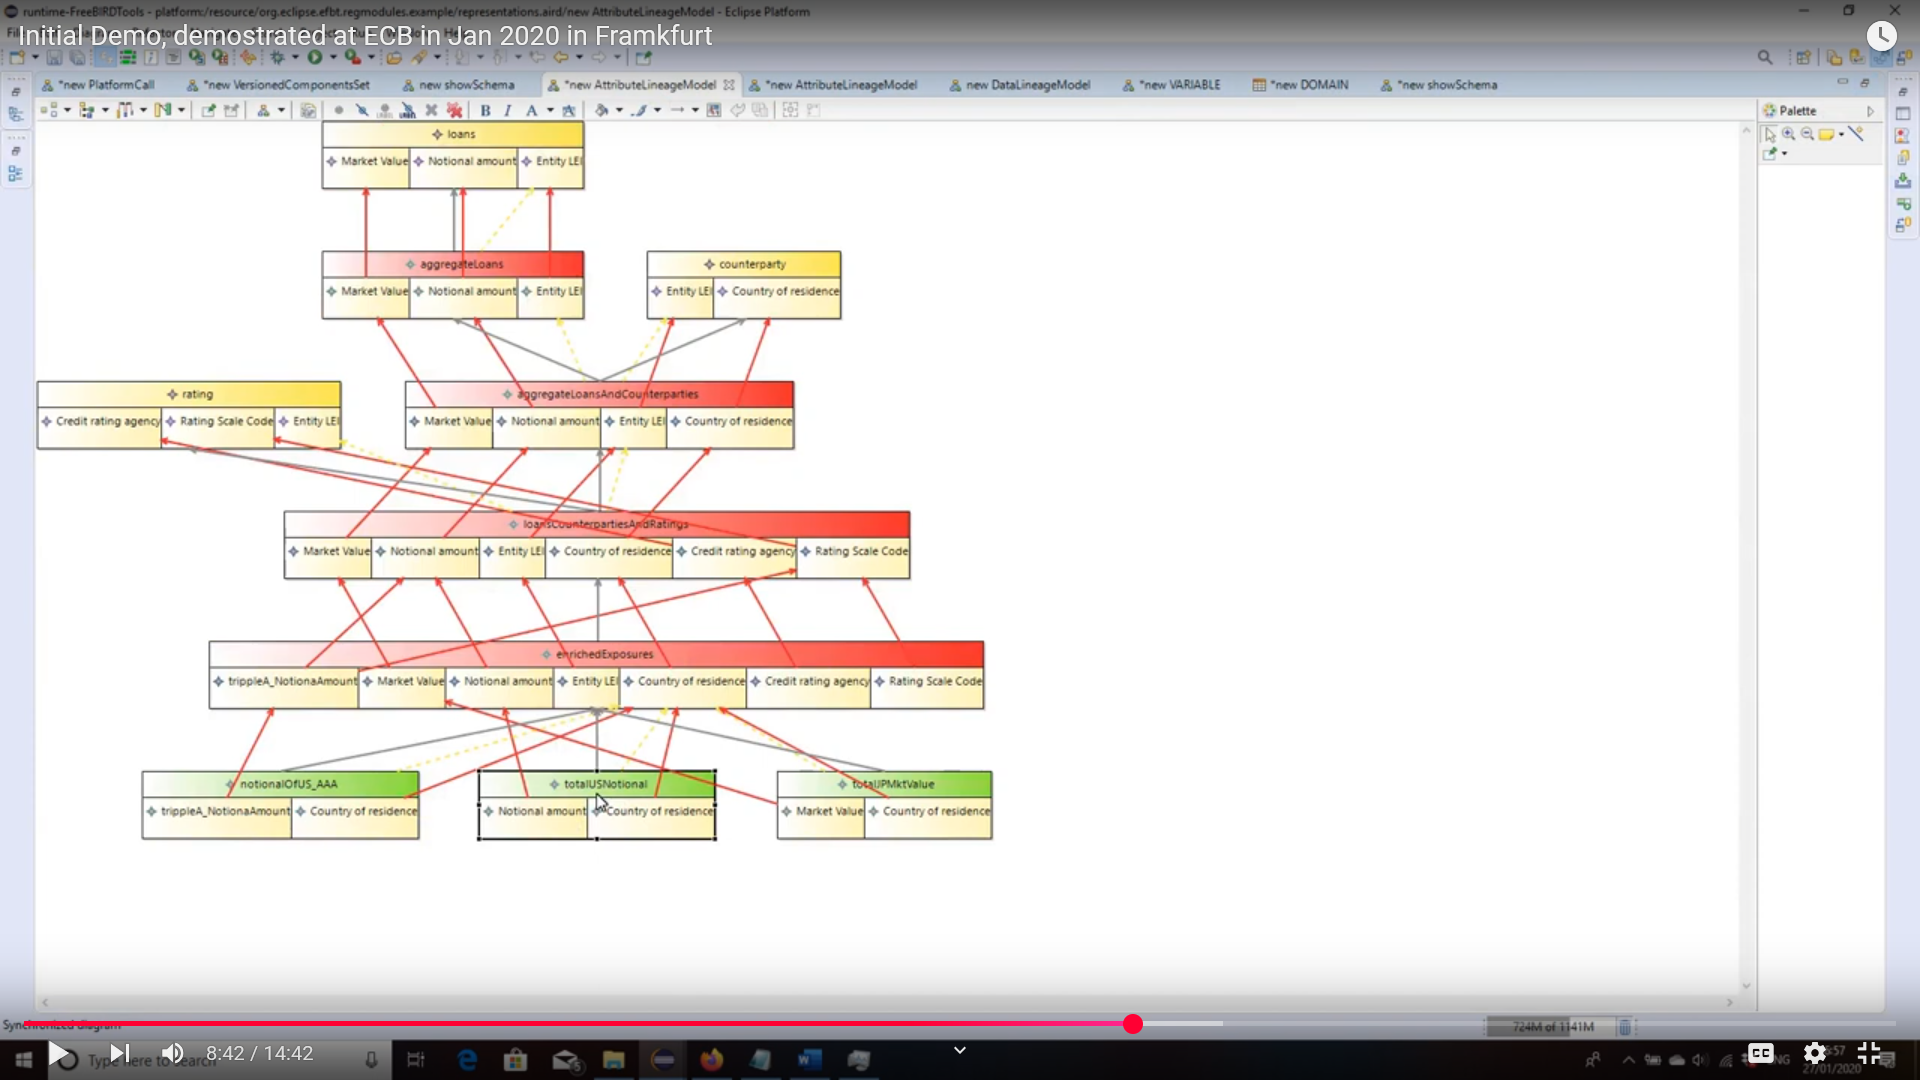 runtime-FreeBIRDTools - platform:/resource/org.eclipse.efbt.regmodules.example/representations.aird/new AttributeLineageModel - Eclipse Platform
Initial Demo, demostrated at ECB in Jan 2020 in Framkfurt
*new PlatformCall
*new VersionedComponentsSet
new showSchema
*new AttributeLineageModel
*new AttributeLineageModel
new DataLineageModel
*new VARIABLE
*new DOMAIN
*new showSchema
B I A
Palette
loans
Market Value Notional amount Entity LEI
aggregateLoans
Market Value Notional amount Entity LEI
counterparty
Entity LEI Country of residence
rating
Credit rating agency Rating Scale Code Entity LEI
aggregateLoansAndCounterparties
Market Value Notional amount Entity LEI Country of residence
loansCounterpartiesAndRatings
Market Value Notional amount Entity LEI Country of residence Credit rating agency Rating Scale Code
enrichedExposures
trippleA_NotionaAmount Market Value Notional amount Entity LEI Country of residence Credit rating agency Rating Scale Code
notionalOfUS_AAA
trippleA_NotionaAmount Country of residence
totalUSNotional
Notional amount Country of residence
totalJPMktValue
Market Value Country of residence
Synchronized diagram
724M of 1141M
8:42 / 14:42
Type here to search
CC
27/01/2020